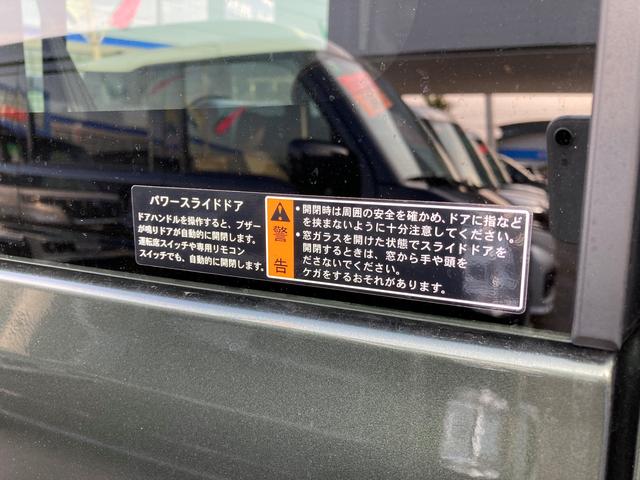 パワースライドドア
ドアハンドルを操作すると、ブザー
が鳴りドアが自動的に開閉します。
運転席スイッチや専用リモコン
スイッチでも、自動的に開閉します。
警告
・開閉時は周囲の安全を確かめ、ドアに指など
を挟まないように十分注意してください。
・窓ガラスを開けた状態でスライドドアを
開閉するときは、窓から手や頭を
ださないでください。
ケガをするおそれがあります。